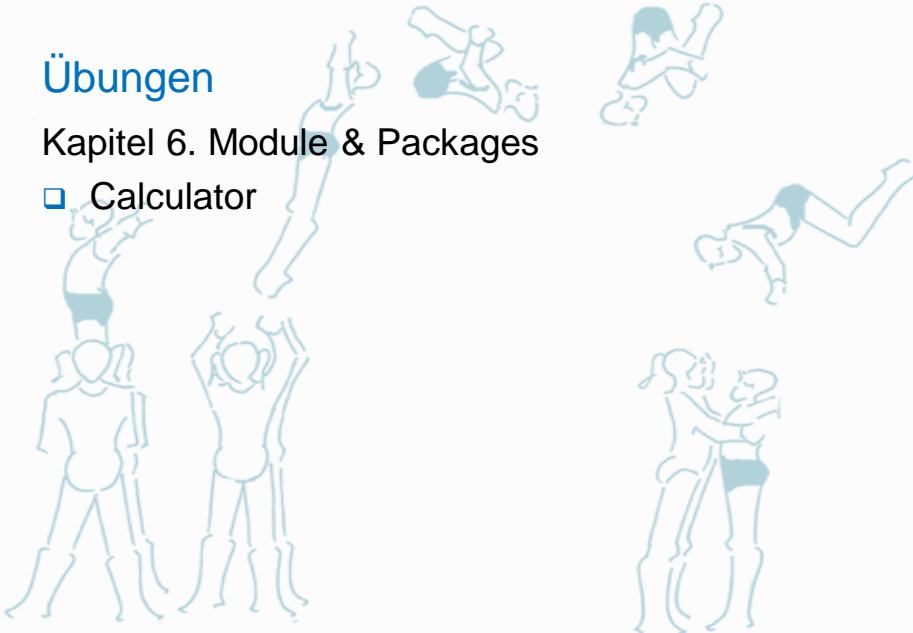 Übungen
Kapitel 6. Module & Packages
Calculator